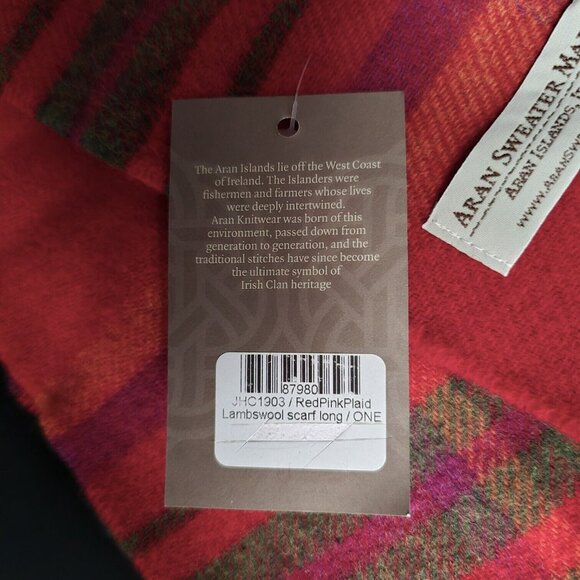 The Aran Islands lie off the West Coast
of Ireland. The Islanders were
fishermen and farmers whose lives
were deeply intertwined.
Aran Knitwear was born of this
environment, passed down from
generation to generation, and the
traditional stitches have since become
the ultimate symbol of
Irish Clan heritage
87980
JHC1903 / RedPinkPlaid
Lambswool scarf long / ONE
ARAN SWEATER MA
ARAN ISLANDS,
WWW.ARANSW